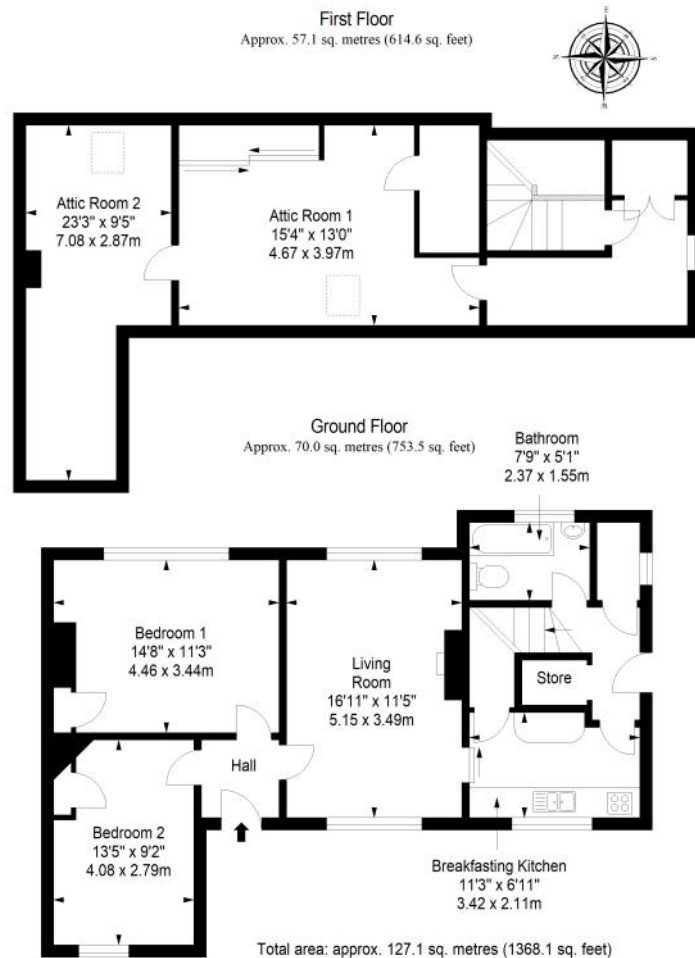 First Floor
Approx. 57.1 sq. metres (614.6 sq. feet)
E
N
S
W
Attic Room 2
23'3" x 9'5"
7.08 x 2.87m
Attic Room 1
15'4" x 13'0"
4.67 x 3.97m
Ground Floor
Approx. 70.0 sq. metres (753.5 sq. feet)
Bathroom
7'9" x 5'1"
2.37 x 1.55m
Bedroom 1
14'8" x 11'3"
4.46 x 3.44m
Living
Room
16'11" x 11'5"
5.15 x 3.49m
Store
Hall
Bedroom 2
13'5" x 9'2"
4.08 x 2.79m
Breakfasting Kitchen
11'3" x 6'11"
3.42 x 2.11m
Total area: approx. 127.1 sq. metres (1368.1 sq. feet)